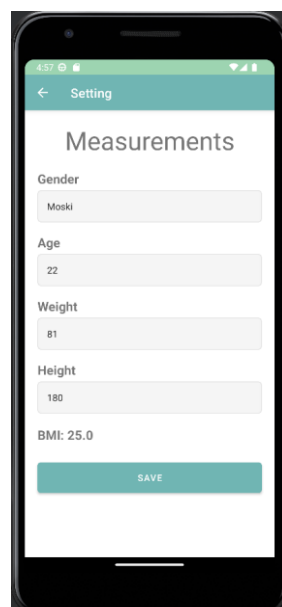 4:57
Setting
Measurements
Gender
Moski
Age
22
Weight
81
Height
180
BMI: 25.0
SAVE